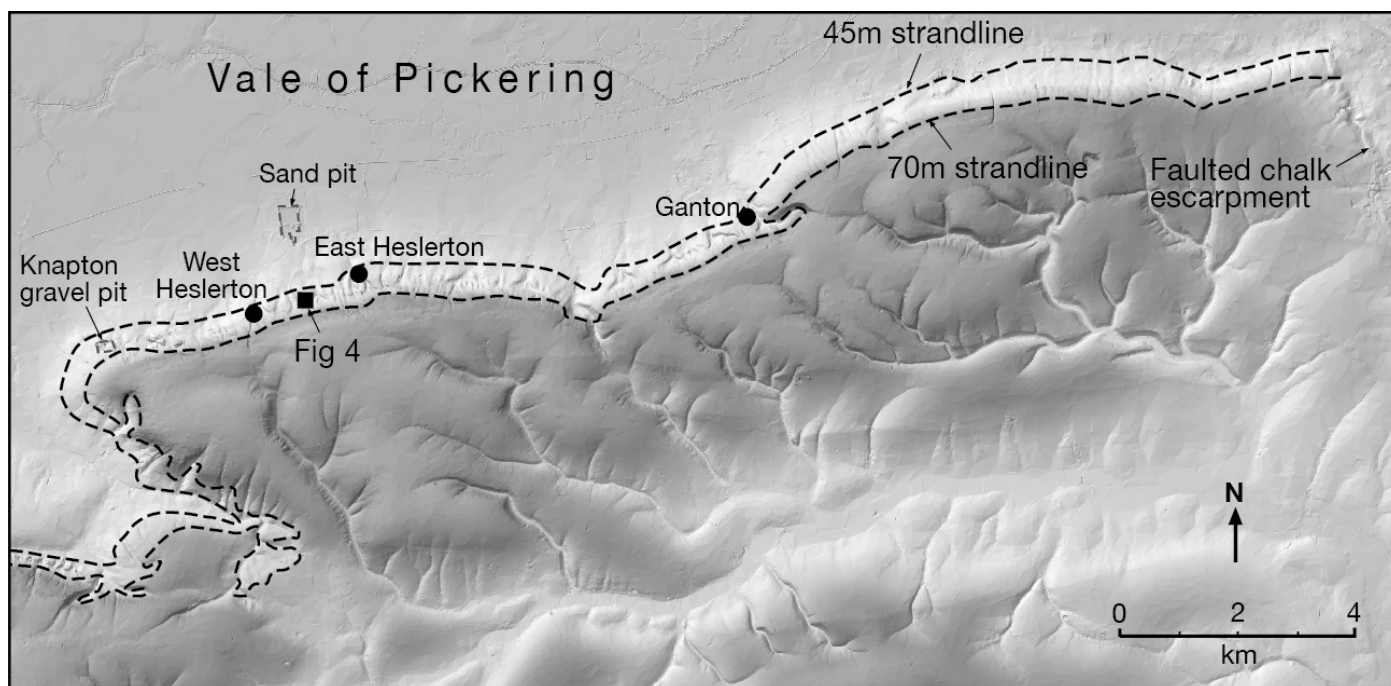 45m strandline
Vale of Pickering
70m strandline
Faulted chalk
escarpment
Sand pit
Ganton
East Heslerton
West
Heslerton
Knapton
gravel pit
Fig 4
N
0 2 4
km